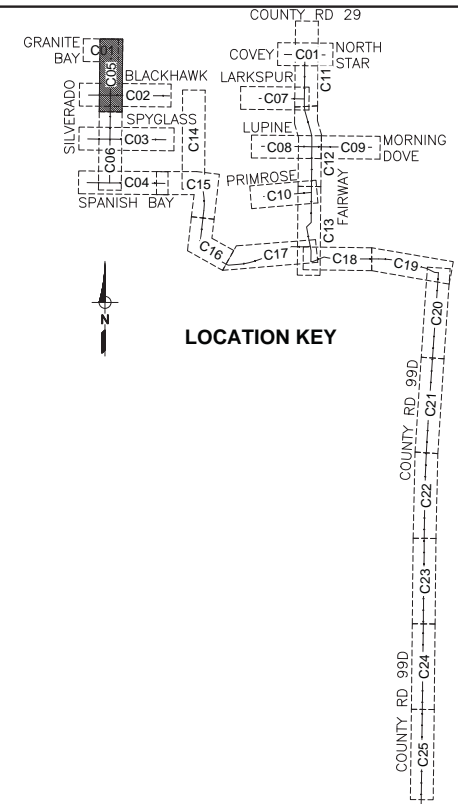 COUNTY RD 29
GRANITE
BAY
C01
C05
BLACKHAWK
C02
SILVERADO
SPYGLASS
C03
C06
C04
SPANISH BAY
C14
C15
C16
C17
COVEY
C01
NORTH
STAR
C11
LARKSPUR
C07
LUPINE
C08
C12
C09
MORNING
DOVE
PRIMROSE
C10
FAIRWAY
C13
C18
C19
C20
N
LOCATION KEY
COUNTY RD 99D
C21
C22
C23
C24
COUNTY RD 99D
C25